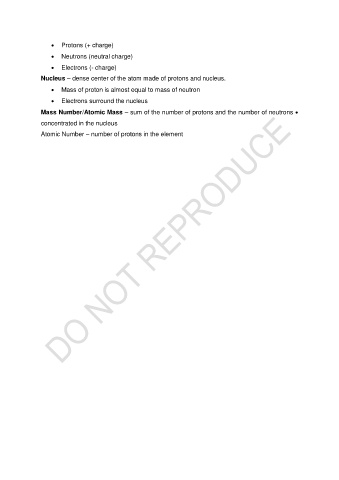 • Protons (+ charge)
• Neutrons (neutral charge)
• Electrons (- charge)
Nucleus – dense center of the atom made of protons and nucleus.
• Mass of proton is almost equal to mass of neutron
• Electrons surround the nucleus
Mass Number/Atomic Mass – sum of the number of protons and the number of neutrons •
concentrated in the nucleus
Atomic Number – number of protons in the element
DO NOT REPRODUCE